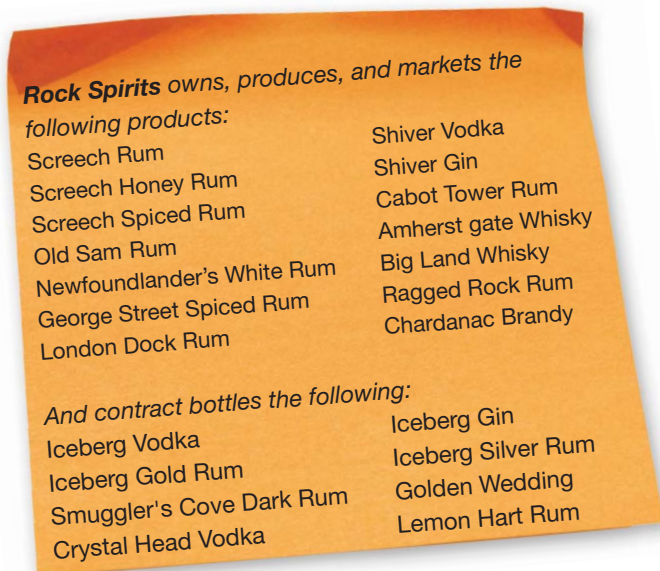 Rock Spirits owns, produces, and markets the
following products:
Screech Rum
Screech Honey Rum
Screech Spiced Rum
Old Sam Rum
Newfoundlander's White Rum
George Street Spiced Rum
London Dock Rum
Shiver Vodka
Shiver Gin
Cabot Tower Rum
Amherst gate Whisky
Big Land Whisky
Ragged Rock Rum
Chardanac Brandy
And contract bottles the following:
Iceberg Vodka
Iceberg Gold Rum
Smuggler's Cove Dark Rum
Crystal Head Vodka
Iceberg Gin
Iceberg Silver Rum
Golden Wedding
Lemon Hart Rum